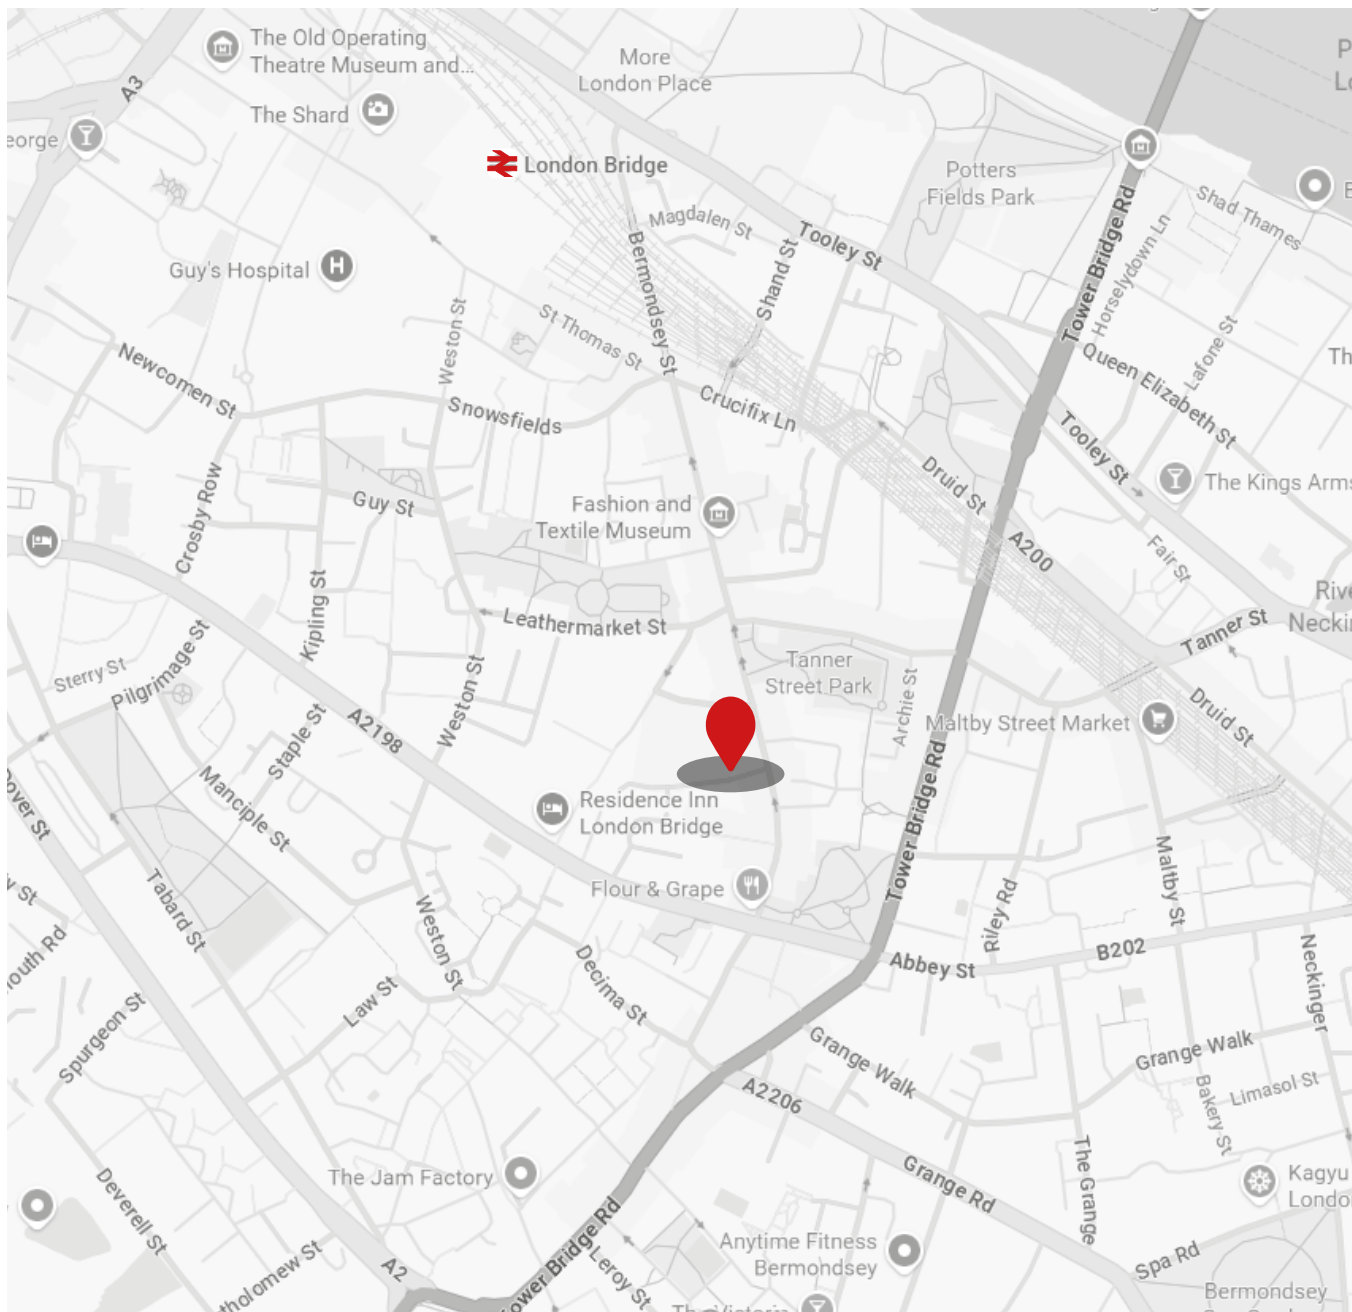 The Old Operating
Theatre Museum and...
More
London Place
A3
The Shard
eorge
London Bridge
Potters
Fields Park
Shad Thames
Magdalen St
Tooley St
Tower Bridge Rd
Horselydown Ln
Bermondsey St
Shand St
Guy's Hospital
Weston St
St Thomas St
Lafone St
Queen Elizabeth St
Newcomen St
Snowsfields
Crucifix Ln
Tooley St
Druid St
The Kings Arms
Crosby Row
Guy St
Fashion and
Textile Museum
A200
Fair St
Kipling St
Leathermarket St
Tanner St
Pilgrimage St
Sterry St
Weston St
Tanner
Street Park
Archie St
Maltby Street Market
Druid St
A2198
Staple St
Manciple St
Residence Inn
London Bridge
Tower Bridge Rd
Flour & Grape
Maltby St
Tabard St
Weston St
Riley Rd
Abbey St
B202
Neckinger
Decima St
Law St
Spurgeon St
Grange Walk
Grange Walk
Limasol St
Bakery St
A2206
The Jam Factory
Grange Rd
The Grange
Kagyu
Deverell St
Tower Bridge Rd
Leroy St
Anytime Fitness
Bermondsey
Spa Rd
A2
tholomew St
Bermondsey